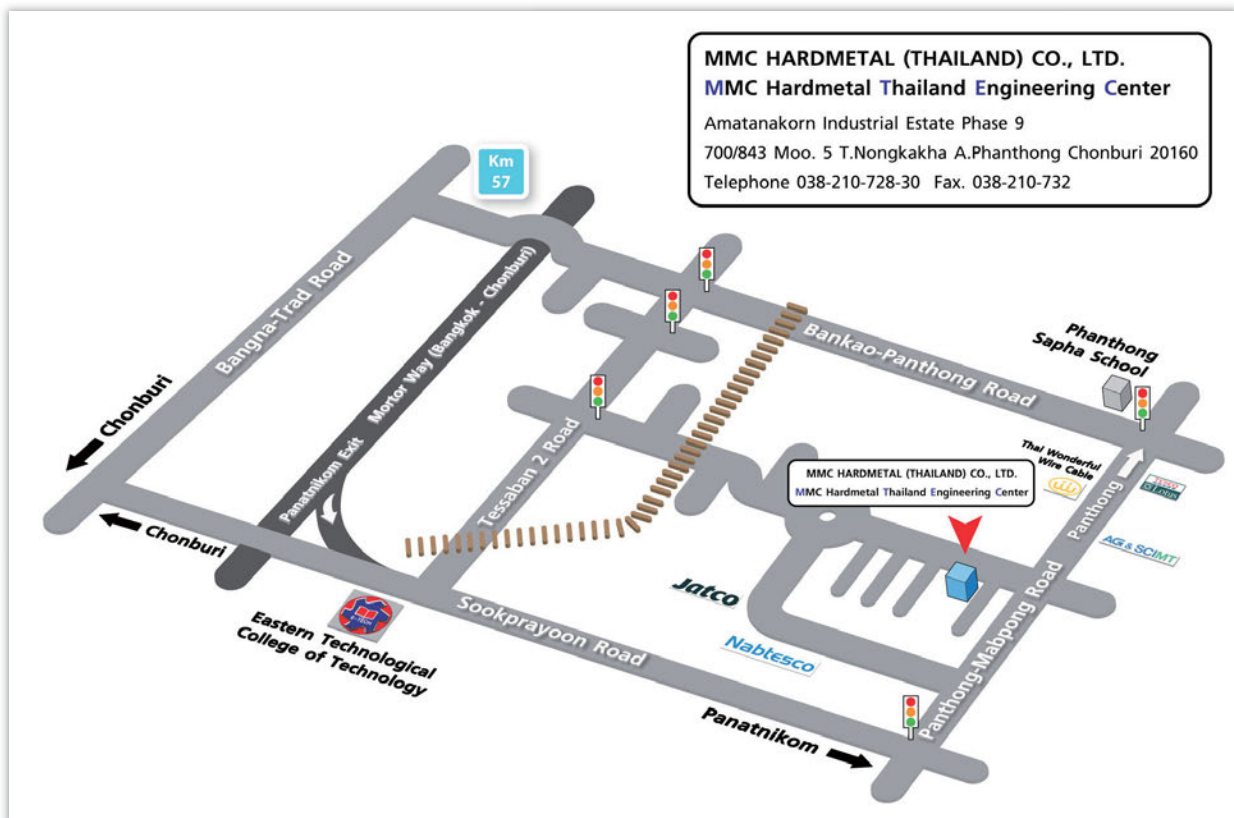 MMC HARDMETAL (THAILAND) CO., LTD.
MMC Hardmetal Thailand Engineering Center
Amatanakorn Industrial Estate Phase 9
700/843 Moo. 5 T.Nongkakha A.Phanthong Chonburi 20160
Telephone 038-210-728-30 Fax. 038-210-732
Km
57
Bangna-Trad Road
Mortor Way (Bangkok - Chonburi)
Panatnikom Exit
Chonburi
Chonburi
Tessaban 2 Road
Bankao-Panthong Road
Phanthong
Sapha School
Thai Wonderful
Wire Cable
MMC HARDMETAL (THAILAND) CO., LTD.
MMC Hardmetal Thailand Engineering Center
Panthong
TESCO
Lotus
AGI & SCIMT
Panthong-Mabpong Road
Jatco
Nabtesco
Sookprayoon Road
E-TECH
Eastern Technological
College of Technology
Panatnikom